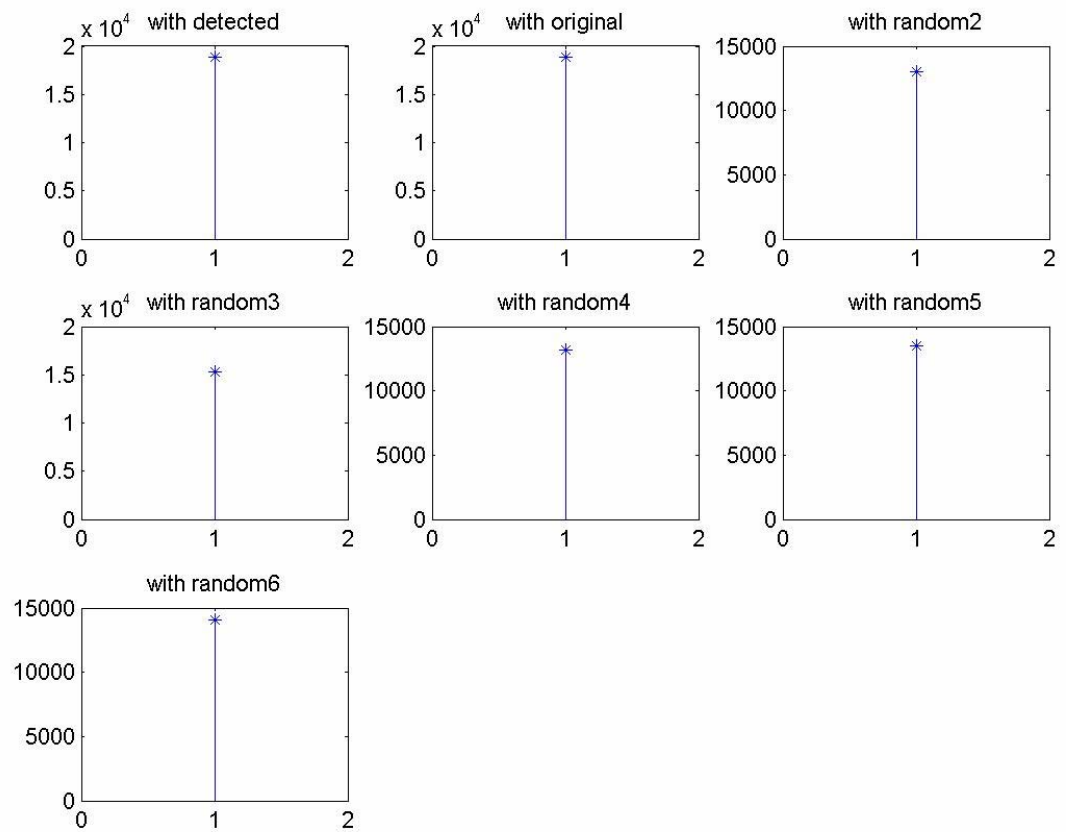 with detected
x 10^4
2
1.5
1
0.5
0
0 1 2
with original
x 10^4
2
1.5
1
0.5
0
0 1 2
with random2
15000
10000
5000
0
0 1 2
with random3
x 10^4
2
1.5
1
0.5
0
0 1 2
with random4
15000
10000
5000
0
0 1 2
with random5
15000
10000
5000
0
0 1 2
with random6
15000
10000
5000
0
0 1 2